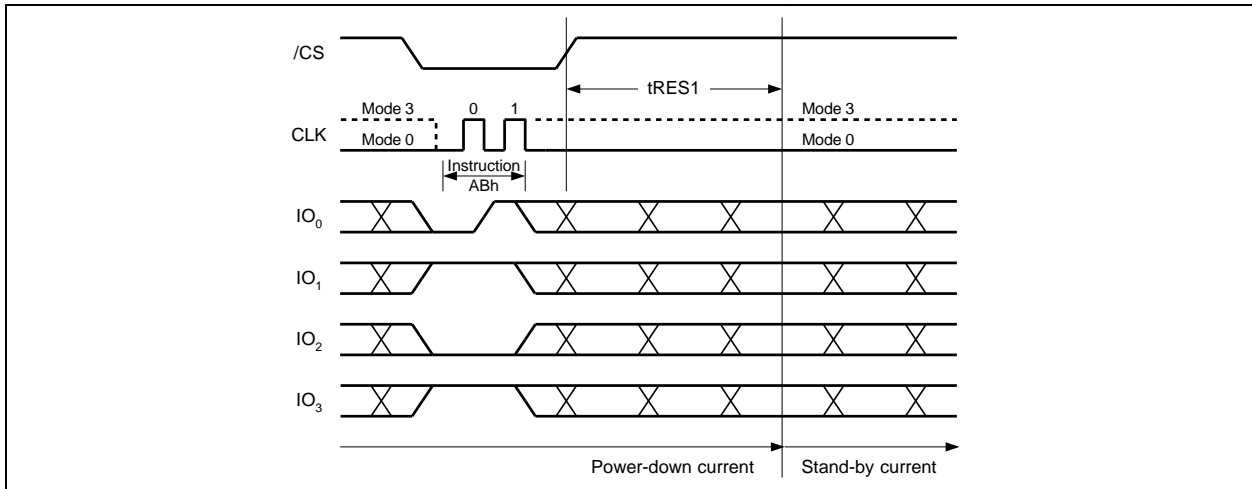 /CS
tRES1
Mode 3 0 1 Mode 3
CLK
Mode 0 Mode 0
Instruction
ABh
IO0
IO1
IO2
IO3
Power-down current Stand-by current